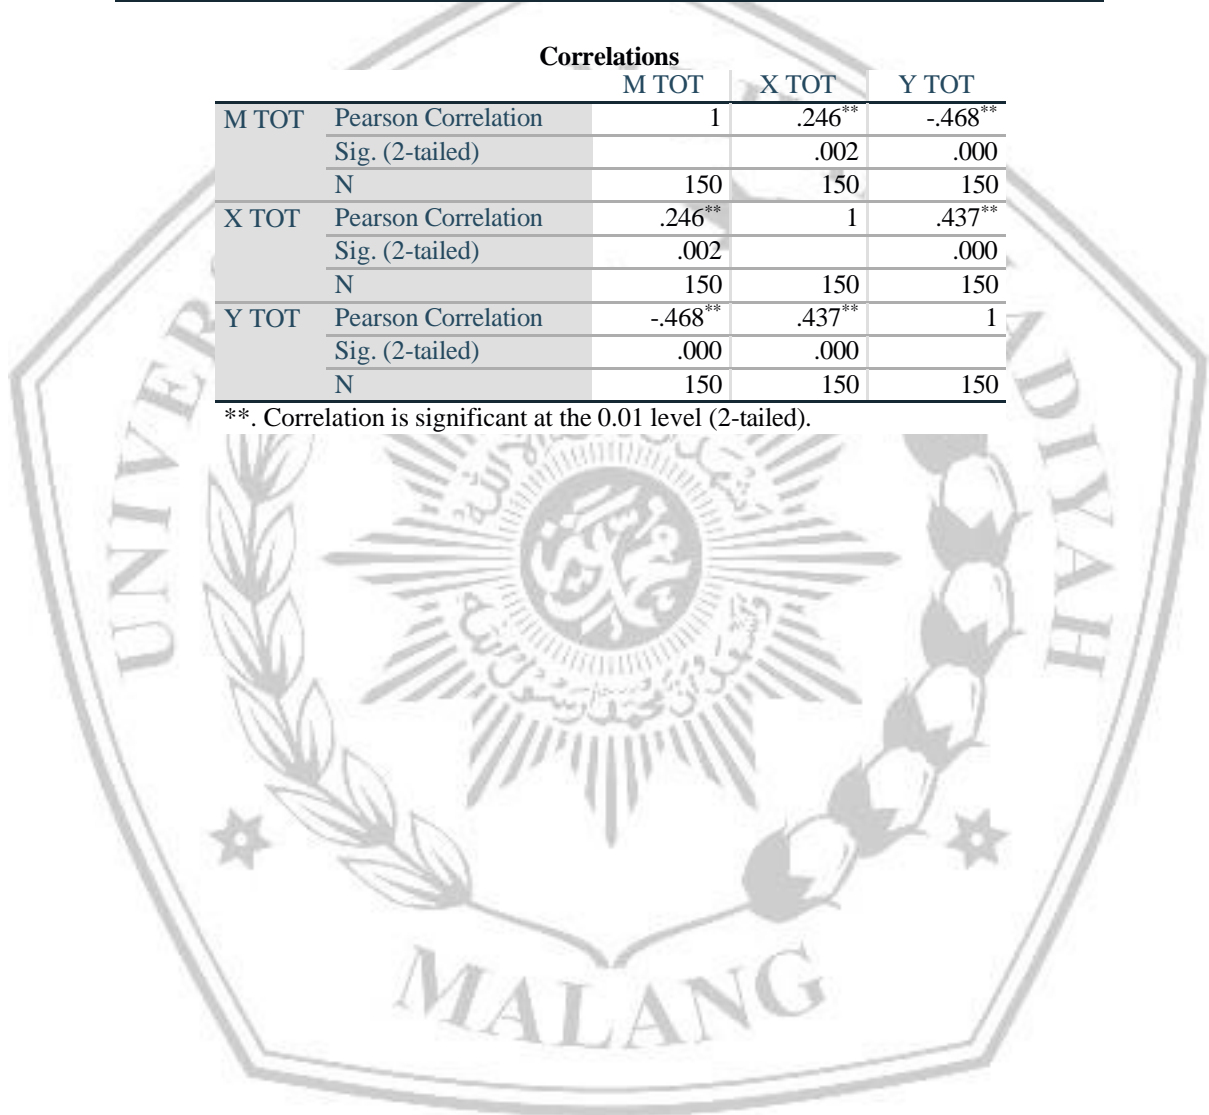 Correlations
M TOT X TOT Y TOT
M TOT Pearson Correlation 1 .246** -.468**
Sig. (2-tailed) .002 .000
N 150 150 150
X TOT Pearson Correlation .246** 1 .437**
Sig. (2-tailed) .002 .000
N 150 150 150
Y TOT Pearson Correlation -.468** .437** 1
Sig. (2-tailed) .000 .000
N 150 150 150
**. Correlation is significant at the 0.01 level (2-tailed).
MALANG